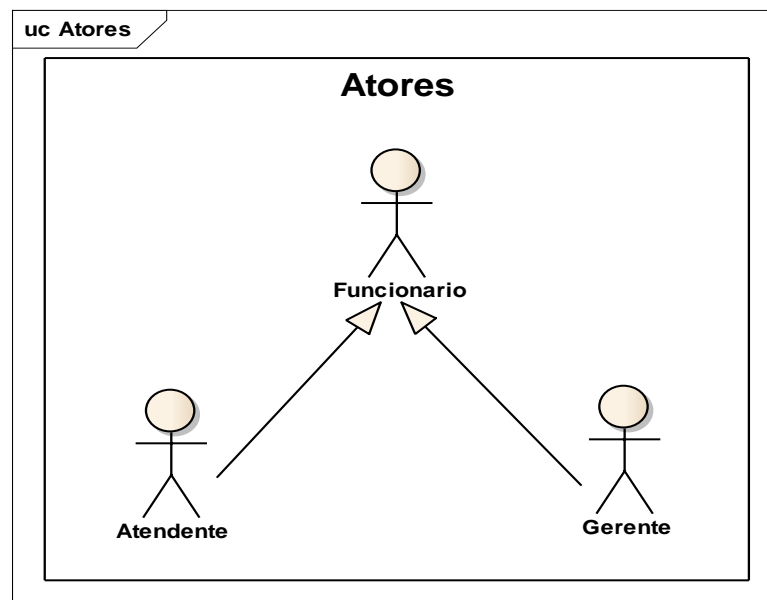 uc Atores
Atores
Funcionario
Atendente
Gerente